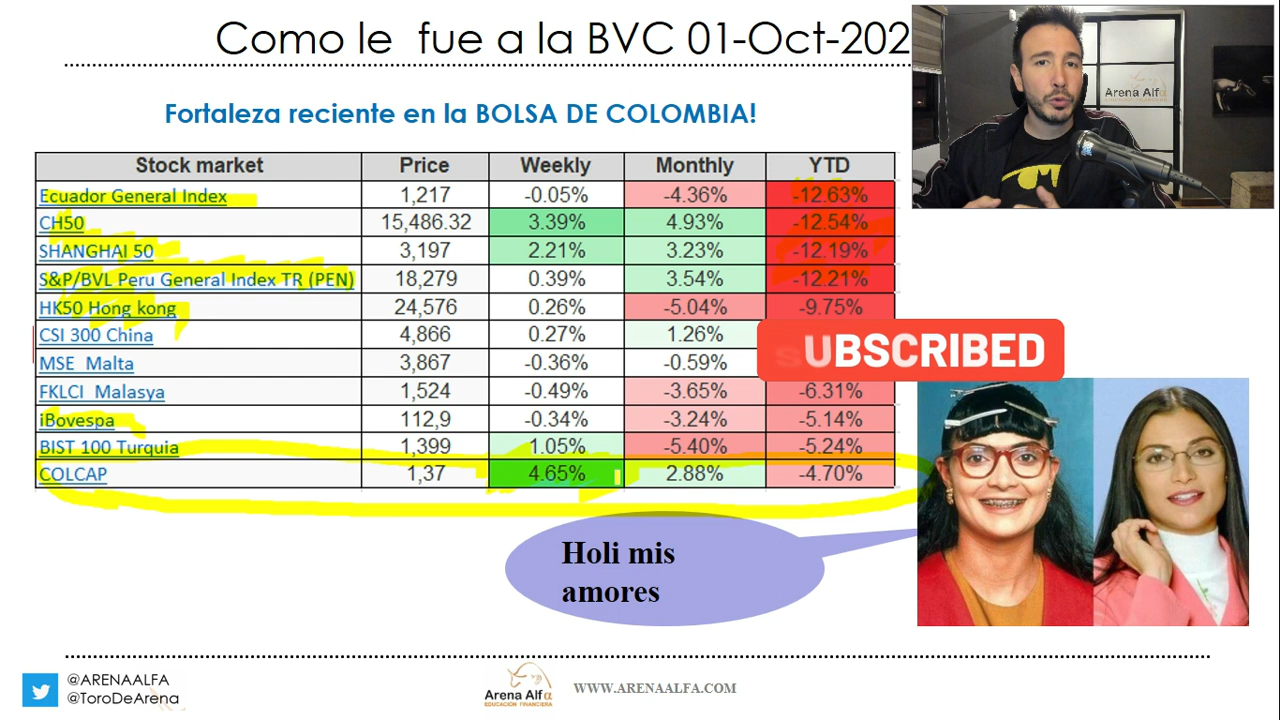 Como le fue a la BVC 01-Oct-202
Arena Alfα
Fortaleza reciente en la BOLSA DE COLOMBIA!
Stock market Price Weekly Monthly YTD
Ecuador General Index 1,217 -0.05% -4.36% -12.63%
CH50 15,486.32 3.39% 4.93% -12.54%
SHANGHAI 50 3,197 2.21% 3.23% -12.19%
S&P/BVL Peru General Index TR (PEN) 18,279 0.39% 3.54% -12.21%
HK50 Hong kong 24,576 0.26% -5.04% -9.75%
CSI 300 China 4,866 0.27% 1.26%
MSE Malta 3,867 -0.36% -0.59%
SUBSCRIBED
FKLCI Malasya 1,524 -0.49% -3.65% -6.31%
iBovespa 112,9 -0.34% -3.24% -5.14%
BIST 100 Turquia 1,399 1.05% -5.40% -5.24%
COLCAP 1,37 4.65% 2.88% -4.70%
Holi mis
amores
@ARENAALFA
@ToroDeArena
Arena Alfα
EDUCACIÓN FINANCIERA
WWW.ARENAALFA.COM